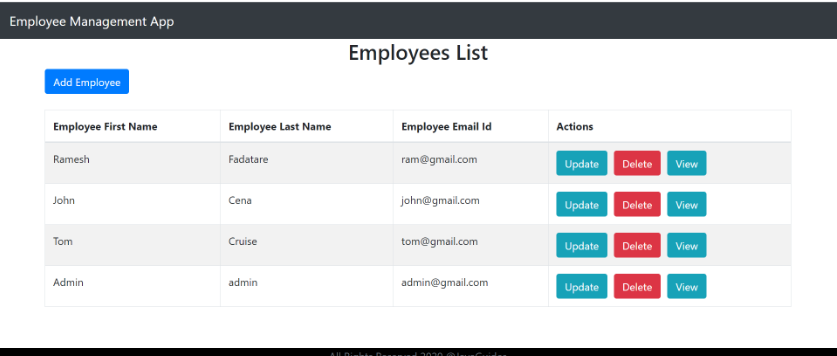 Employee Management App
Employees List
Add Employee
Employee First Name Employee Last Name Employee Email Id Actions
Ramesh Fadatare ram@gmail.com Update Delete View
John Cena john@gmail.com Update Delete View
Tom Cruise tom@gmail.com Update Delete View
Admin admin admin@gmail.com Update Delete View
All Rights Reserved 2020 @JavaGuides